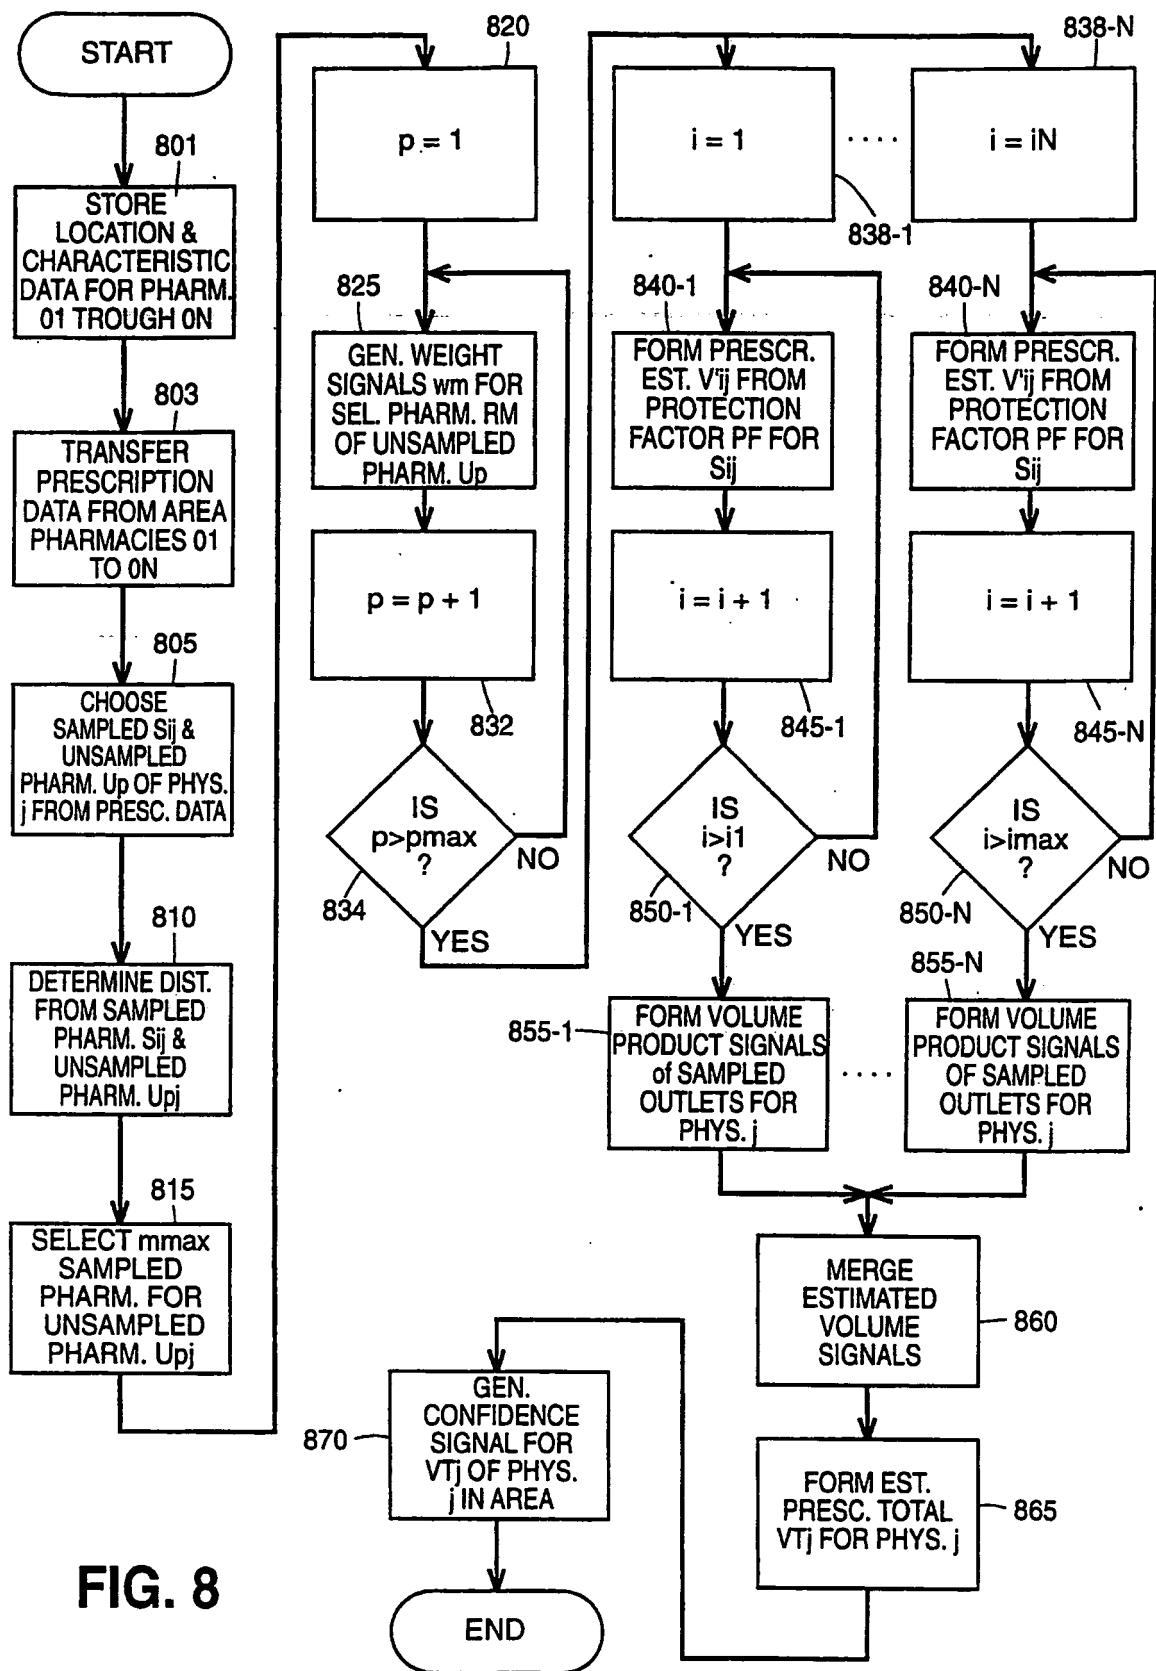 START
801
STORE
LOCATION &
CHARACTERISTIC
DATA FOR PHARM.
01 TROUGH 0N
803
TRANSFER
PRESCRIPTION
DATA FROM AREA
PHARMACIES 01
TO 0N
805
CHOOSE
SAMPLED Sij &
UNSAMPLED
PHARM. Up OF PHYS.
j FROM PRESC. DATA
810
DETERMINE DIST.
FROM SAMPLED
PHARM. Sij &
UNSAMPLED
PHARM. Upj
815
SELECT mmax
SAMPLED
PHARM. FOR
UNSAMPLED
PHARM. Upj
820
p = 1
825
GEN. WEIGHT
SIGNALS wm FOR
SEL. PHARM. RM
OF UNSAMPLED
PHARM. Up
p = p + 1
832
IS
p>pmax
?
NO
834
YES
i = 1
838-1
840-1
FORM PRESCR.
EST. V'ij FROM
PROTECTION
FACTOR PF FOR
Sij
i = i + 1
845-1
IS
i>i1
?
NO
850-1
YES
855-1
FORM VOLUME
PRODUCT SIGNALS
of SAMPLED
OUTLETS FOR
PHYS. j
. . . .
838-N
i = iN
840-N
FORM PRESCR.
EST. V'ij FROM
PROTECTION
FACTOR PF FOR
Sij
i = i + 1
845-N
IS
i>imax
?
NO
850-N
YES
855-N
FORM VOLUME
PRODUCT SIGNALS
OF SAMPLED
OUTLETS FOR
PHYS. j
. . . .
MERGE
ESTIMATED
VOLUME
SIGNALS
860
FORM EST.
PRESC. TOTAL
VTj FOR PHYS. j
865
GEN.
CONFIDENCE
SIGNAL FOR
VTj OF PHYS.
j IN AREA
870
END
FIG. 8